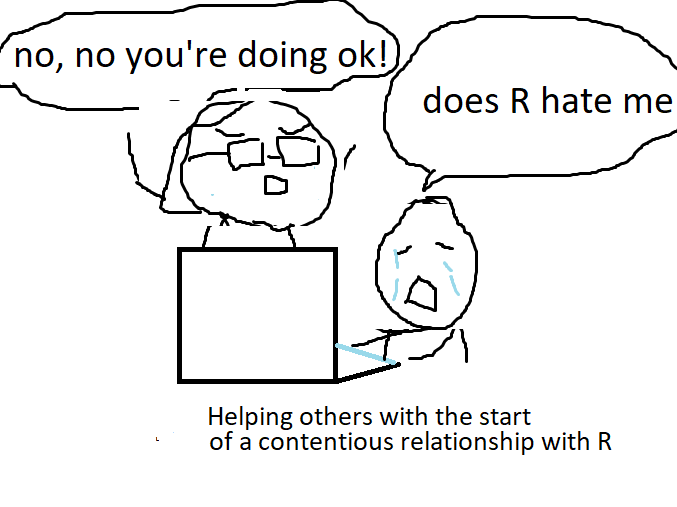 no, no you're doing ok!
does R hate me
Helping others with the start
of a contentious relationship with R